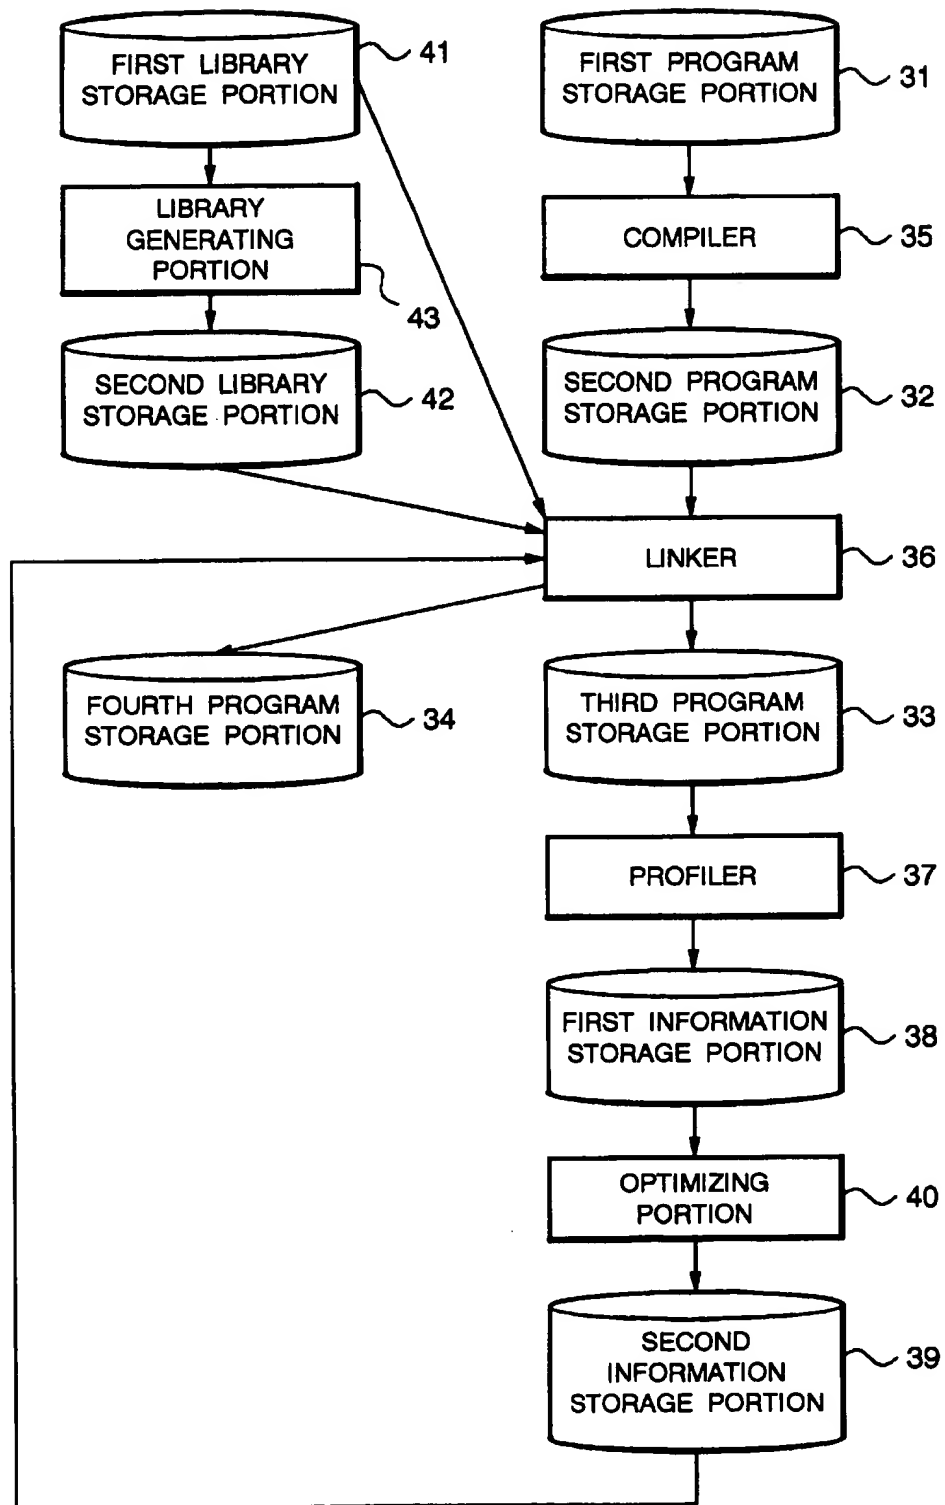 FIRST LIBRARY
STORAGE PORTION
41
FIRST PROGRAM
STORAGE PORTION
31
LIBRARY
GENERATING
PORTION
43
COMPILER
35
SECOND LIBRARY
STORAGE PORTION
42
SECOND PROGRAM
STORAGE PORTION
32
LINKER
36
FOURTH PROGRAM
STORAGE PORTION
34
THIRD PROGRAM
STORAGE PORTION
33
PROFILER
37
FIRST INFORMATION
STORAGE PORTION
38
OPTIMIZING
PORTION
40
SECOND
INFORMATION
STORAGE PORTION
39